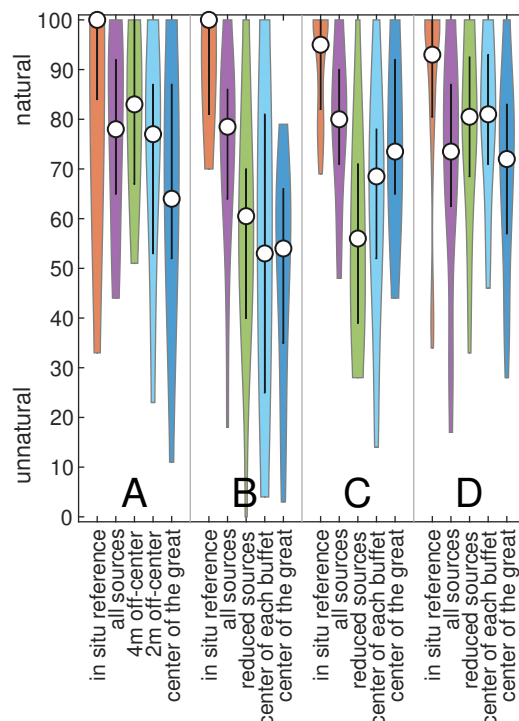 natural
unnatural
100
90
80
70
60
50
40
30
20
10
0
A
B
C
D
in situ reference
all sources
4m off-center
2m off-center
center of the great
in situ reference
all sources
reduced sources
center of each buffet
center of the great
in situ reference
all sources
reduced sources
center of each buffet
center of the great
in situ reference
all sources
reduced sources
center of each buffet
center of the great